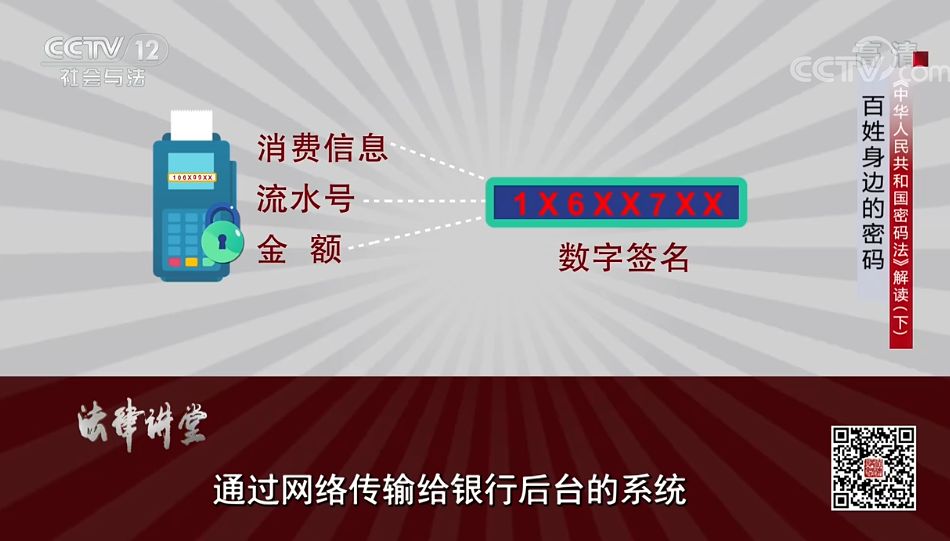 CCTV 12
社会与法
高清
CCTV.com
消费信息
流水号
金 额
1X6XX7XX
数字签名
百姓身边的密码
《中华人民共和国密码法》解读(下)
法律讲堂
通过网络传输给银行后台的系统